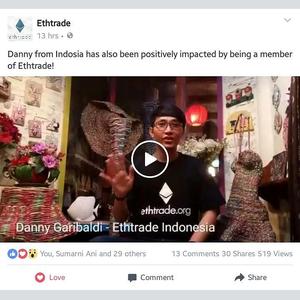 Ethtrade
13 hrs •
Danny from Indosia has also been positively impacted by being a member
of Ethtrade!
ethtrade.org
Danny Garibaldi - Ethtrade Indonesia
You, Sumarni Ani and 29 others
13 Comments 30 Shares 519 Views
Love
Comment
Share